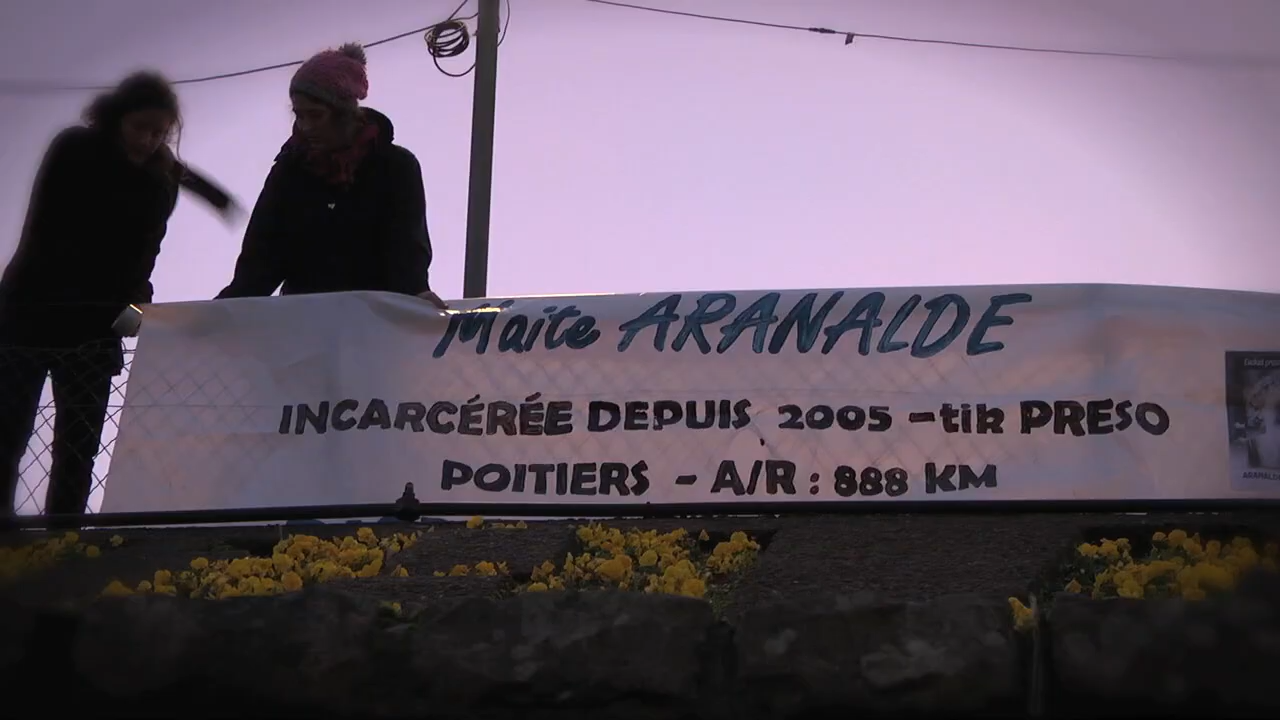 Maite ARANALDE
INCARCÉRÉE DEPUIS 2005 -tik PRESO
POITIERS - A/R : 888 KM